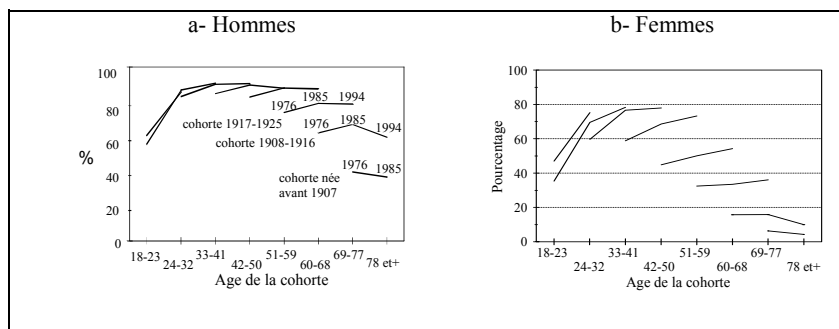 a- Hommes
100
80
60
40
20
0
%
1976 1985 1994
cohorte 1917-1925
1976 1985 1994
cohorte 1908-1916
1976 1985
cohorte née
avant 1907
18-23 33-41 51-59 69-77
24-32 42-50 60-68 78 et+
Age de la cohorte
b- Femmes
100
80
60
40
20
0
Pourcentage
18-23 33-41 51-59 69-77
24-32 42-50 60-68 78 et+
Age de la cohorte